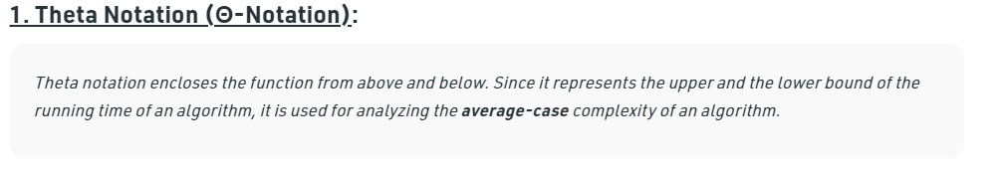 1. Theta Notation (Θ-Notation):
Theta notation encloses the function from above and below. Since it represents the upper and the lower bound of the
running time of an algorithm, it is used for analyzing the average-case complexity of an algorithm.